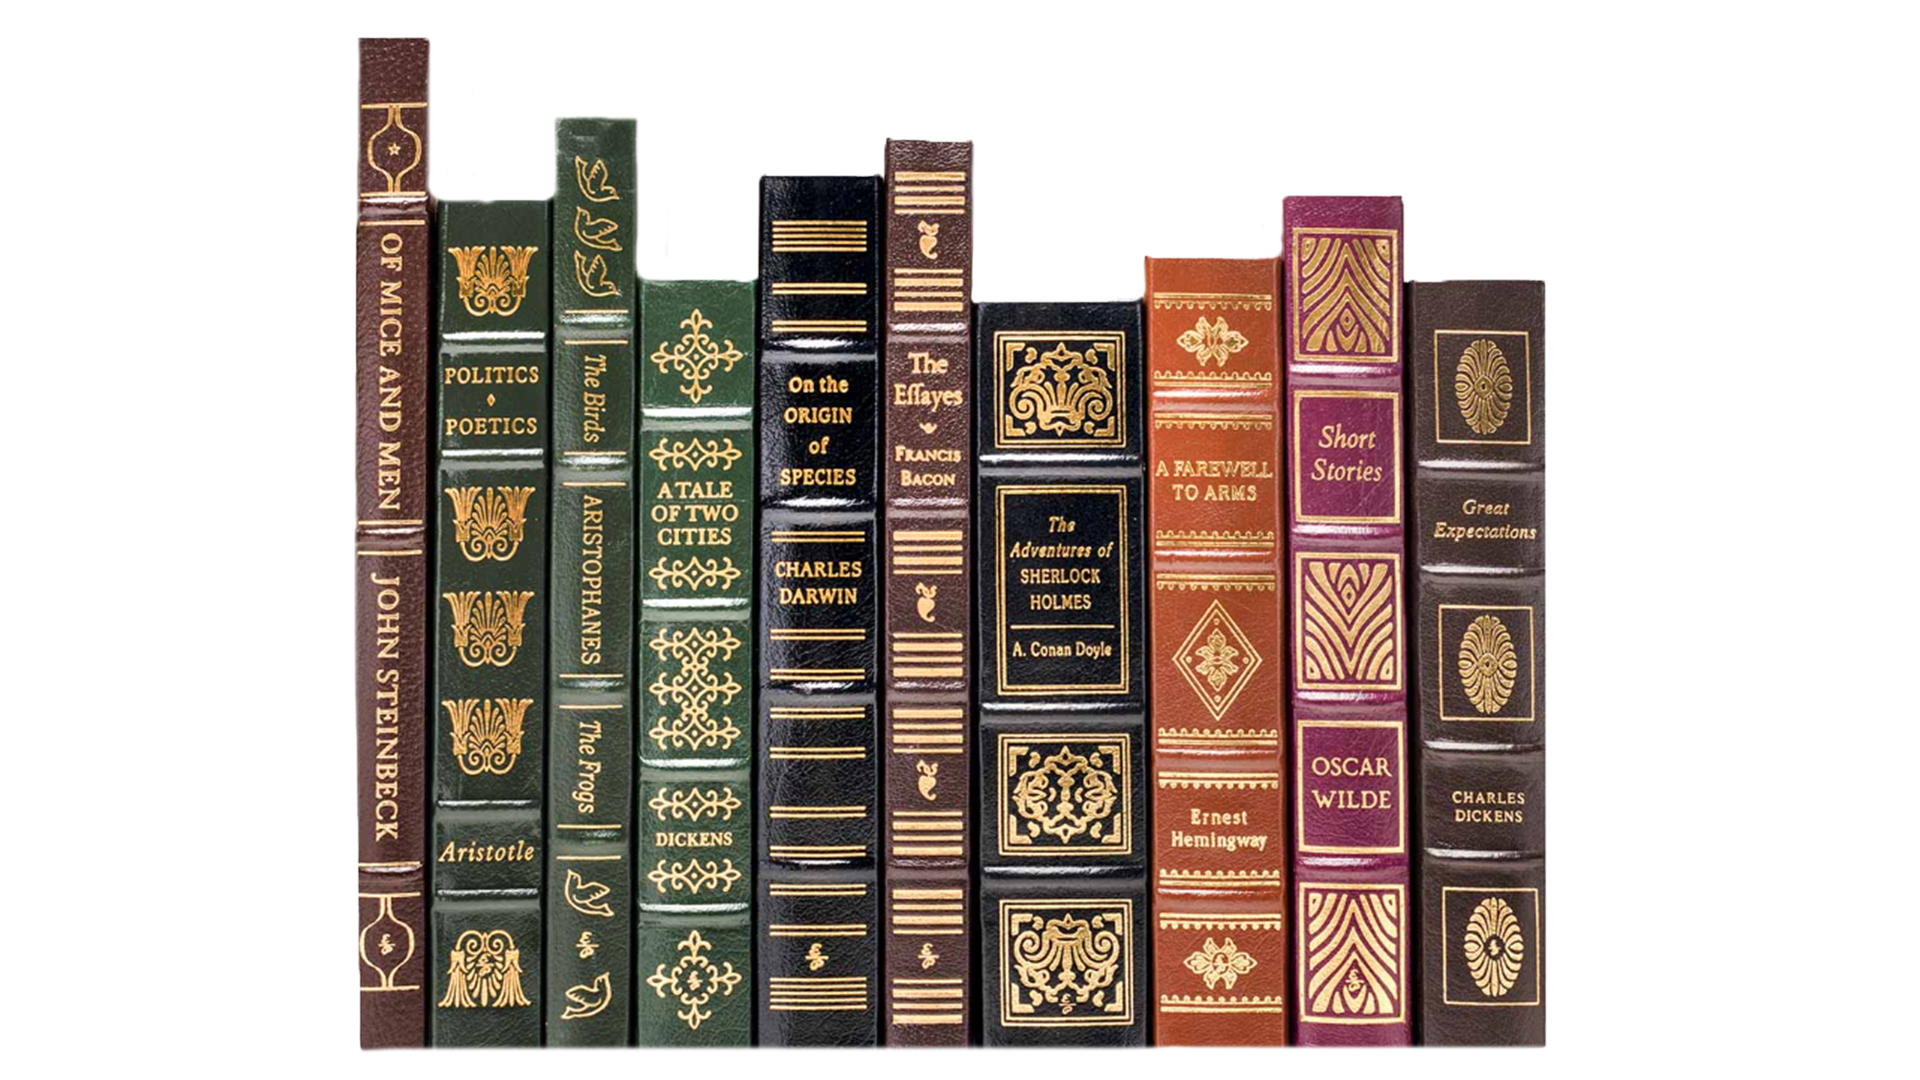 OF MICE AND MEN
JOHN STEINBECK
POLITICS
POETICS
Aristotle
The Birds
ARISTOPHANES
The Frogs
A TALE
OF TWO
CITIES
DICKENS
On the
ORIGIN
of
SPECIES
CHARLES
DARWIN
The
Eſſayes
FRANCIS
BACON
The
Adventures of
SHERLOCK
HOLMES
A. Conan Doyle
A FAREWELL
TO ARMS
Ernest
Hemingway
Short
Stories
OSCAR
WILDE
Great
Expectations
CHARLES
DICKENS